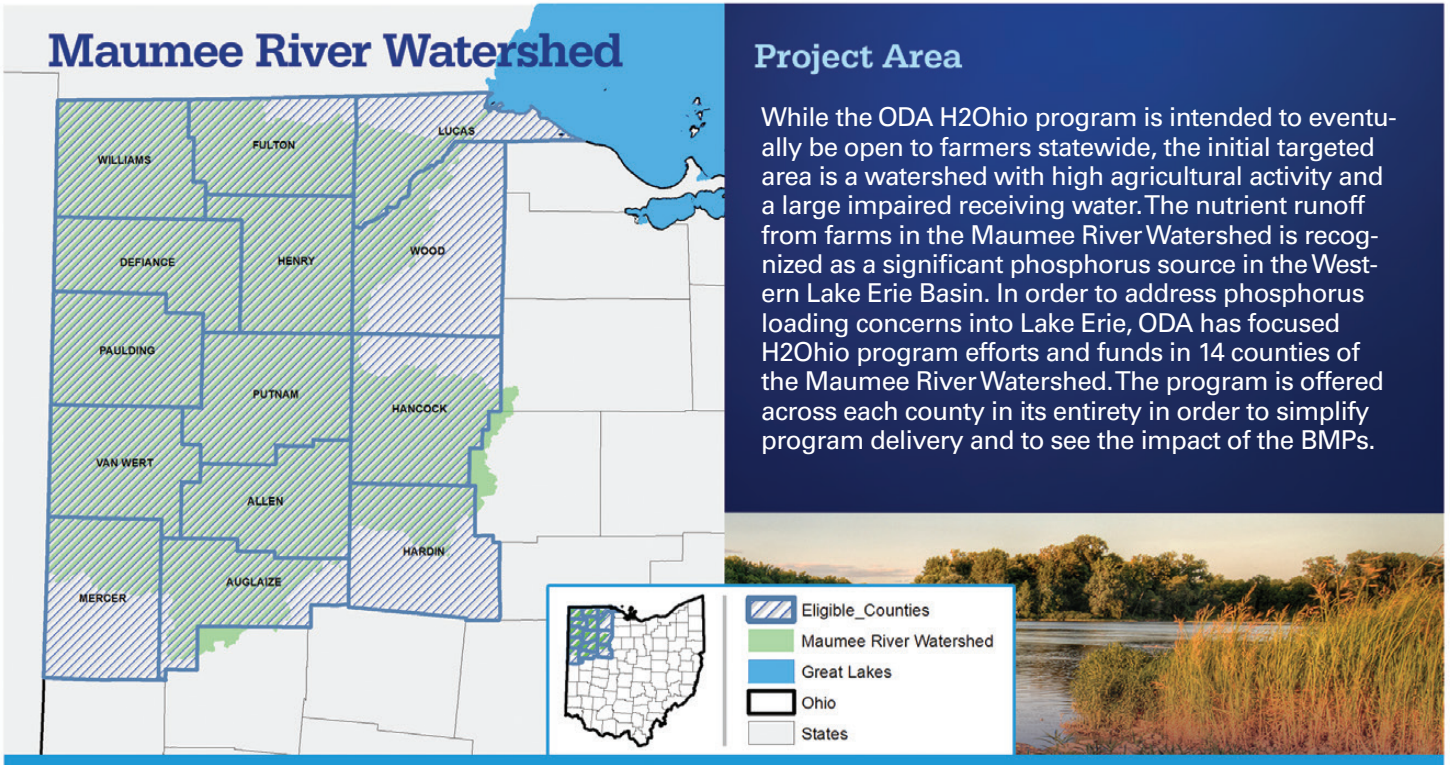 Maumee River Watershed
WILLIAMS
FULTON
LUCAS
DEFIANCE
HENRY
WOOD
PAULDING
PUTNAM
HANCOCK
VAN WERT
ALLEN
HARDIN
AUGLAIZE
MERCER
Eligible_Counties
Maumee River Watershed
Great Lakes
Ohio
States
Project Area
While the ODA H2Ohio program is intended to eventu-
ally be open to farmers statewide, the initial targeted
area is a watershed with high agricultural activity and
a large impaired receiving water. The nutrient runoff
from farms in the Maumee River Watershed is recog-
nized as a significant phosphorus source in the West-
ern Lake Erie Basin. In order to address phosphorus
loading concerns into Lake Erie, ODA has focused
H2Ohio program efforts and funds in 14 counties of
the Maumee River Watershed. The program is offered
across each county in its entirety in order to simplify
program delivery and to see the impact of the BMPs.